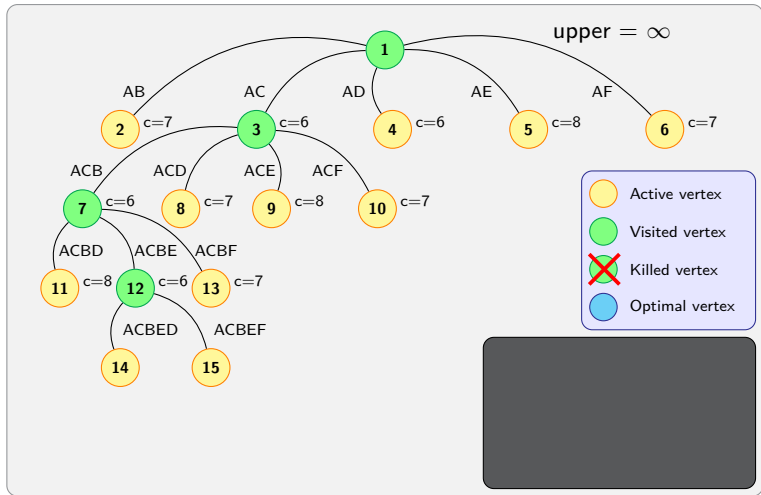 upper = ∞
1
AB
AC
AD
AE
AF
2
c=7
3
c=6
4
c=6
5
c=8
6
c=7
ACB
ACD
ACE
ACF
7
c=6
8
c=7
9
c=8
10
c=7
ACBD
ACBE
ACBF
11
c=8
12
c=6
13
c=7
ACBED
ACBEF
14
15
Active vertex
Visited vertex
Killed vertex
Optimal vertex